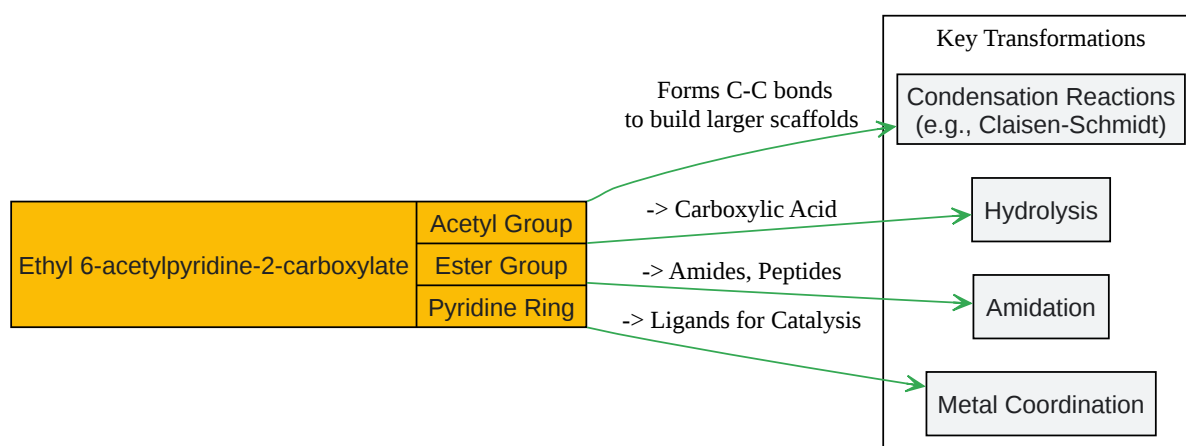 Key Transformations
Forms C-C bonds
to build larger scaffolds
Condensation Reactions
(e.g., Claisen-Schmidt)
Ethyl 6-acetylpyridine-2-carboxylate
Acetyl Group
Ester Group
Pyridine Ring
-> Carboxylic Acid
Hydrolysis
-> Amides, Peptides
Amidation
-> Ligands for Catalysis
Metal Coordination